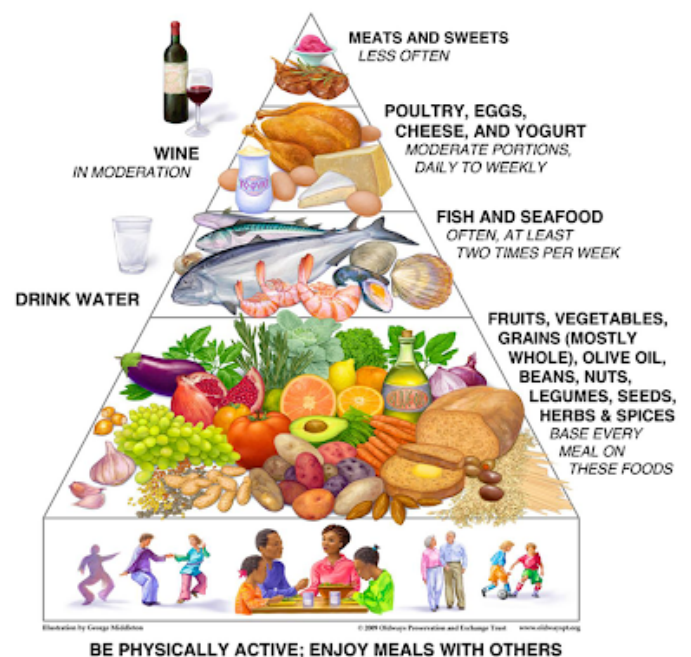 MEATS AND SWEETS
LESS OFTEN
POULTRY, EGGS,
CHEESE, AND YOGURT
MODERATE PORTIONS,
DAILY TO WEEKLY
WINE
IN MODERATION
FISH AND SEAFOOD
OFTEN, AT LEAST
TWO TIMES PER WEEK
DRINK WATER
FRUITS, VEGETABLES,
GRAINS (MOSTLY
WHOLE), OLIVE OIL,
BEANS, NUTS,
LEGUMES, SEEDS,
HERBS & SPICES
BASE EVERY
MEAL ON
THESE FOODS
Illustration by George Middleton
© 2009 Oldways Preservation and Exchange Trust
www.oldwayspt.org
BE PHYSICALLY ACTIVE; ENJOY MEALS WITH OTHERS